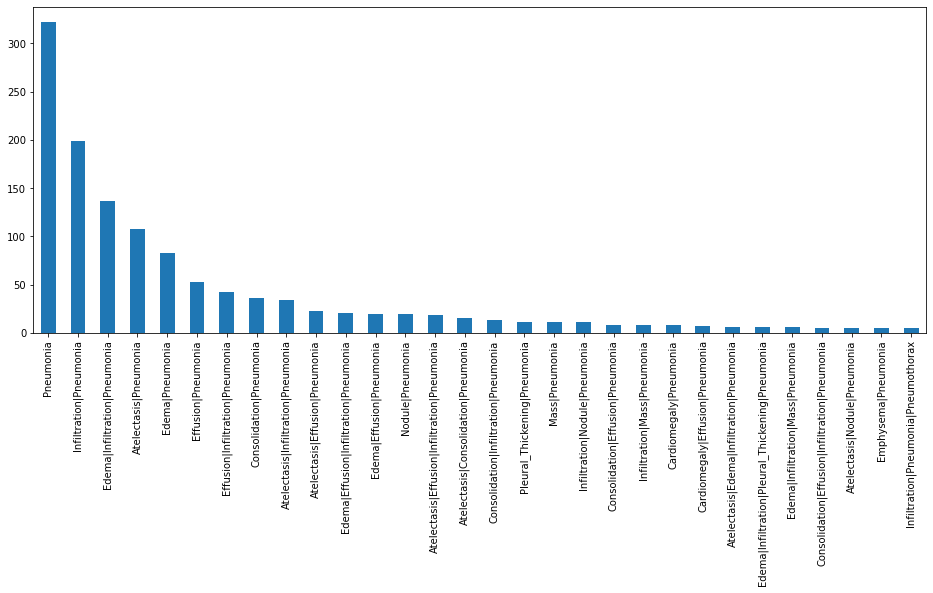 300
250
200
150
100
50
0
Pneumonia
Infiltration|Pneumonia
Edema|Infiltration|Pneumonia
Atelectasis|Pneumonia
Edema|Pneumonia
Effusion|Pneumonia
Effusion|Infiltration|Pneumonia
Consolidation|Pneumonia
Atelectasis|Infiltration|Pneumonia
Atelectasis|Effusion|Pneumonia
Edema|Effusion|Infiltration|Pneumonia
Edema|Effusion|Pneumonia
Nodule|Pneumonia
Atelectasis|Effusion|Infiltration|Pneumonia
Atelectasis|Consolidation|Pneumonia
Consolidation|Infiltration|Pneumonia
Pleural_Thickening|Pneumonia
Mass|Pneumonia
Infiltration|Nodule|Pneumonia
Consolidation|Effusion|Pneumonia
Infiltration|Mass|Pneumonia
Cardiomegaly|Pneumonia
Cardiomegaly|Effusion|Pneumonia
Atelectasis|Edema|Infiltration|Pneumonia
Edema|Infiltration|Pleural_Thickening|Pneumonia
Edema|Infiltration|Mass|Pneumonia
Consolidation|Effusion|Infiltration|Pneumonia
Atelectasis|Nodule|Pneumonia
Emphysema|Pneumonia
Infiltration|Pneumonia|Pneumothorax